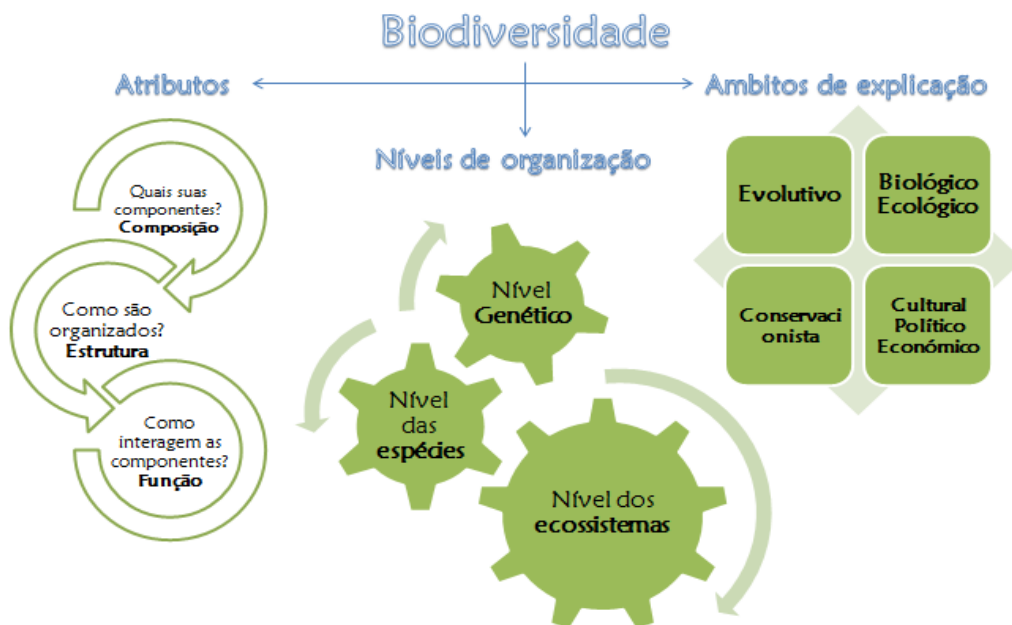 Biodiversidade
Atributos
Ambitos de explicação
Níveis de organização
Quais suas
componentes?
Composição
Como são
organizados?
Estrutura
Como
interagem as
componentes?
Função
Nível
Genético
Nível
das
espécies
Nível dos
ecossistemas
Evolutivo
Biológico
Ecológico
Conservaci
onista
Cultural
Político
Económico